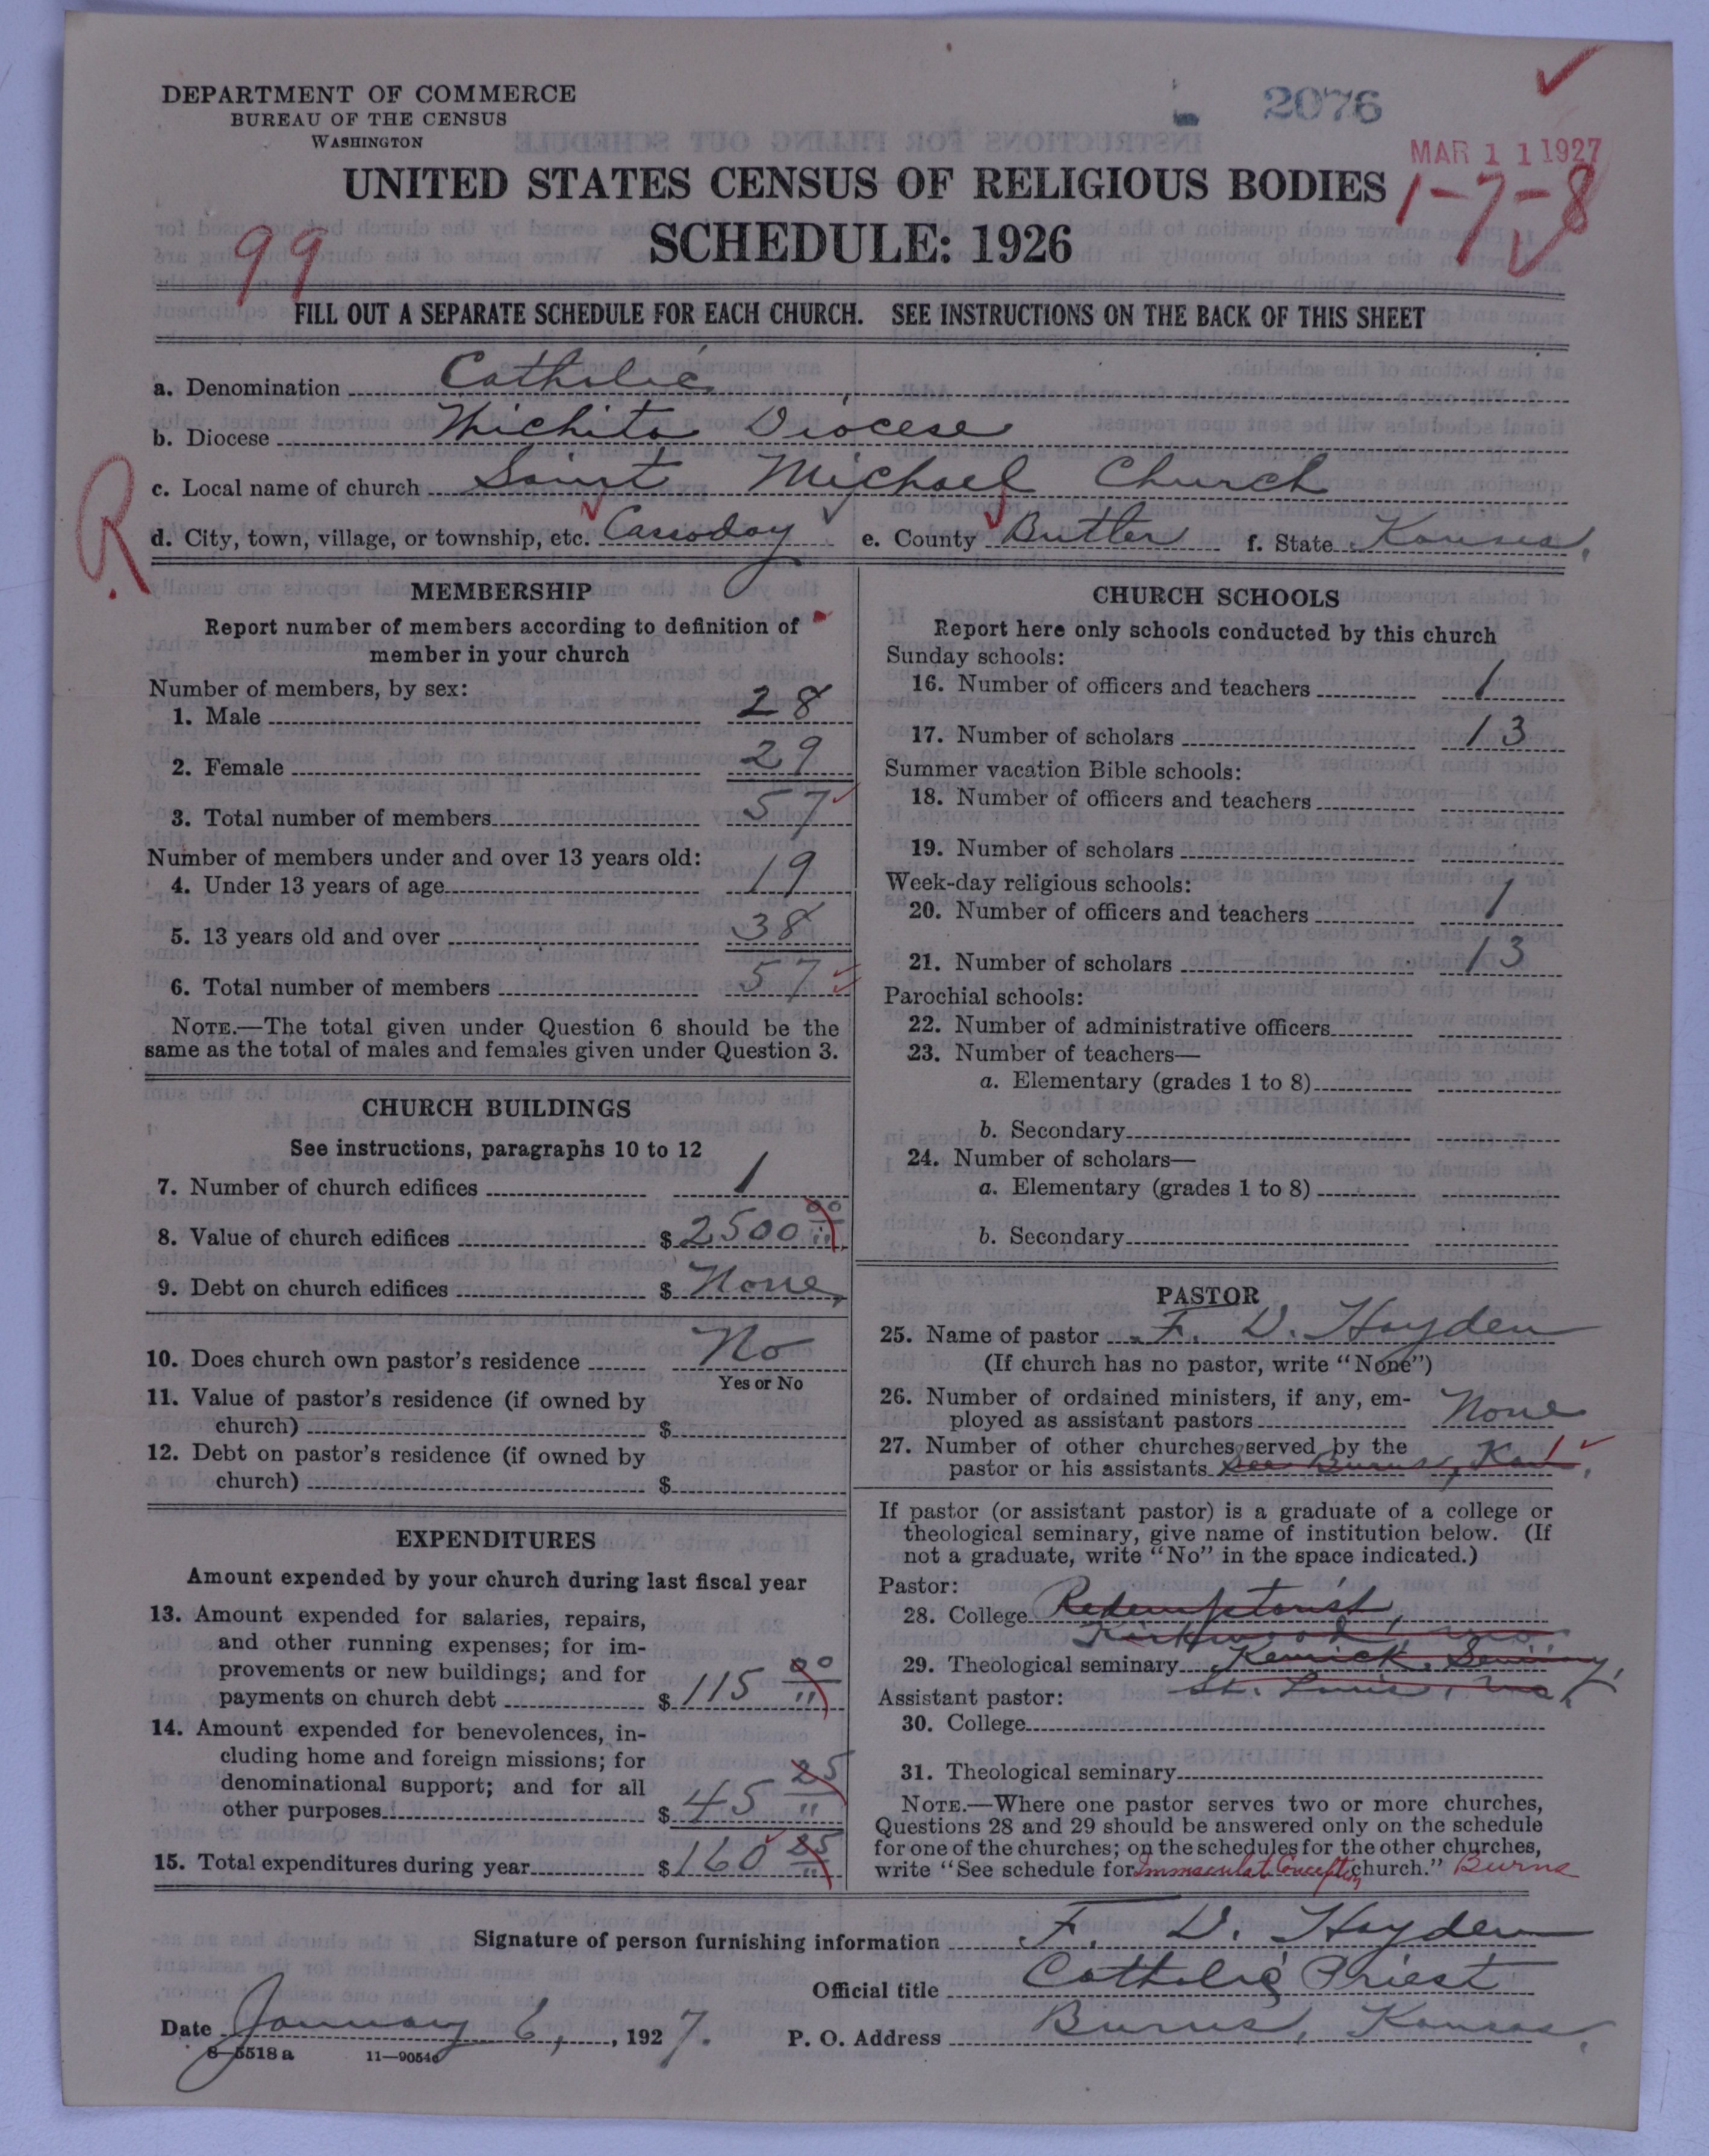 DEPARTMENT OF COMMERCE
BUREAU OF THE CENSUS
WASHINGTON
2076
MAR 11 1927
UNITED STATES CENSUS OF RELIGIOUS BODIES
1-7-8
99
SCHEDULE: 1926
FILL OUT A SEPARATE SCHEDULE FOR EACH CHURCH. SEE INSTRUCTIONS ON THE BACK OF THIS SHEET
a. Denomination Catholic
b. Diocese Wichita Diocese
c. Local name of church Saint Michael Church
R
d. City, town, village, or township, etc. Cassoday e. County Butler f. State Kansas.
MEMBERSHIP
Report number of members according to definition of
member in your church
Number of members, by sex:
1. Male 28
2. Female 29
3. Total number of members 57
Number of members under and over 13 years old:
4. Under 13 years of age 19
5. 13 years old and over 38
6. Total number of members 57
NOTE.—The total given under Question 6 should be the
same as the total of males and females given under Question 3.
CHURCH BUILDINGS
See instructions, paragraphs 10 to 12
7. Number of church edifices 1
8. Value of church edifices $ 2500 00
9. Debt on church edifices $ None,
10. Does church own pastor's residence No
Yes or No
11. Value of pastor's residence (if owned by
church) $
12. Debt on pastor's residence (if owned by
church) $
EXPENDITURES
Amount expended by your church during last fiscal year
13. Amount expended for salaries, repairs,
and other running expenses; for im-
provements or new buildings; and for
payments on church debt $ 115 00
14. Amount expended for benevolences, in-
cluding home and foreign missions; for
denominational support; and for all
other purposes $ 45 25
15. Total expenditures during year $ 160 25
CHURCH SCHOOLS
Report here only schools conducted by this church
Sunday schools:
16. Number of officers and teachers 1
17. Number of scholars 13
Summer vacation Bible schools:
18. Number of officers and teachers
19. Number of scholars
Week-day religious schools:
20. Number of officers and teachers 1
21. Number of scholars 13
Parochial schools:
22. Number of administrative officers
23. Number of teachers—
a. Elementary (grades 1 to 8)
b. Secondary
24. Number of scholars—
a. Elementary (grades 1 to 8)
b. Secondary
PASTOR
25. Name of pastor F. D. Hayden
(If church has no pastor, write "None")
26. Number of ordained ministers, if any, em-
ployed as assistant pastors None
27. Number of other churches served by the
pastor or his assistants See Burns, Kan. 1
If pastor (or assistant pastor) is a graduate of a college or
theological seminary, give name of institution below. (If
not a graduate, write "No" in the space indicated.)
Pastor:
28. College Redemptorist,
Kirkwood, Mo.
29. Theological seminary Kenrick Seminary,
Assistant pastor: St. Louis, Mo.
30. College
31. Theological seminary
NOTE.—Where one pastor serves two or more churches,
Questions 28 and 29 should be answered only on the schedule
for one of the churches; on the schedules for the other churches,
write "See schedule for Immaculat Conception church." Burns
Signature of person furnishing information F. D. Hayden
Official title Catholic Priest
Date January 6, , 1927. P. O. Address Burns, Kansas.
8-5518 a 11—9054c